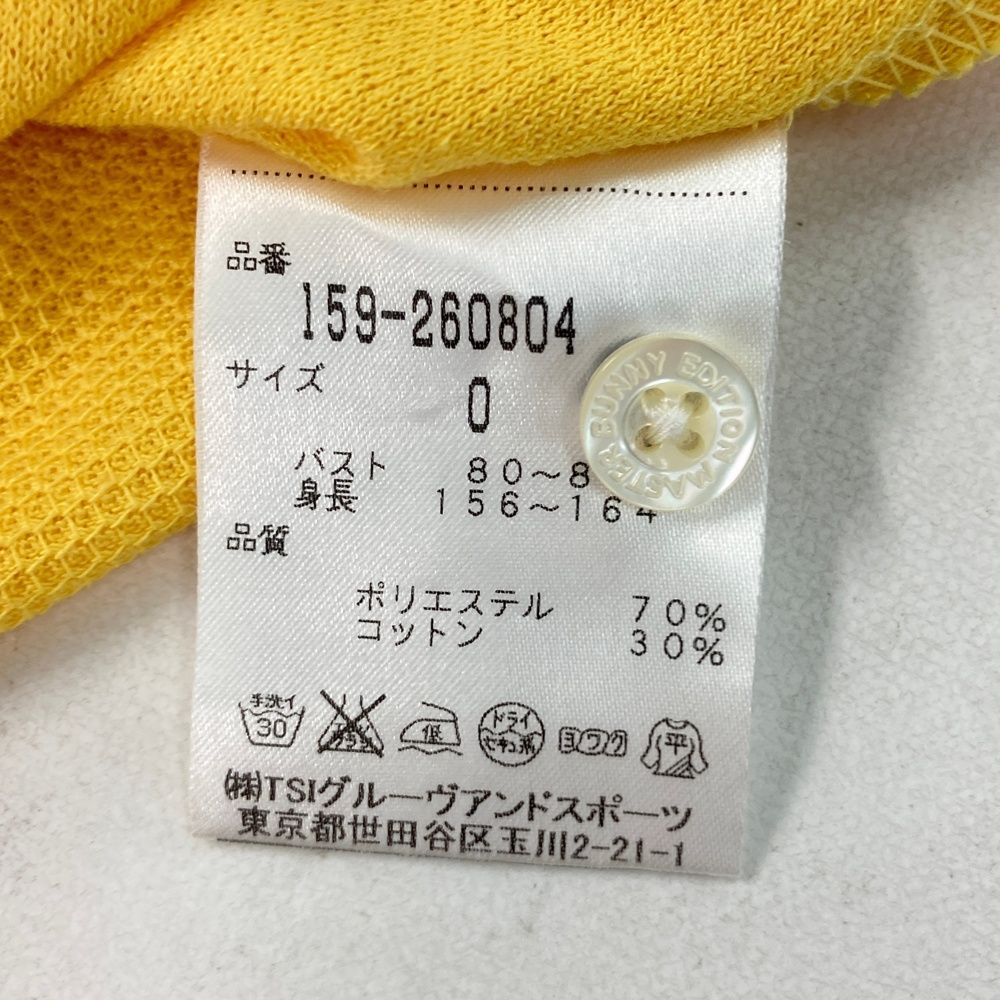 品番
159-260804
サイズ
0
バスト 80~8
身長 156~164
品質
ポリエステル 70%
コットン 30%
手洗イ
30
低
ドライ
セキユ系
ヨワク
平
㈱TSIグルーヴアンドスポーツ
東京都世田谷区玉川2-21-1
MASTER BUNNY EDITION